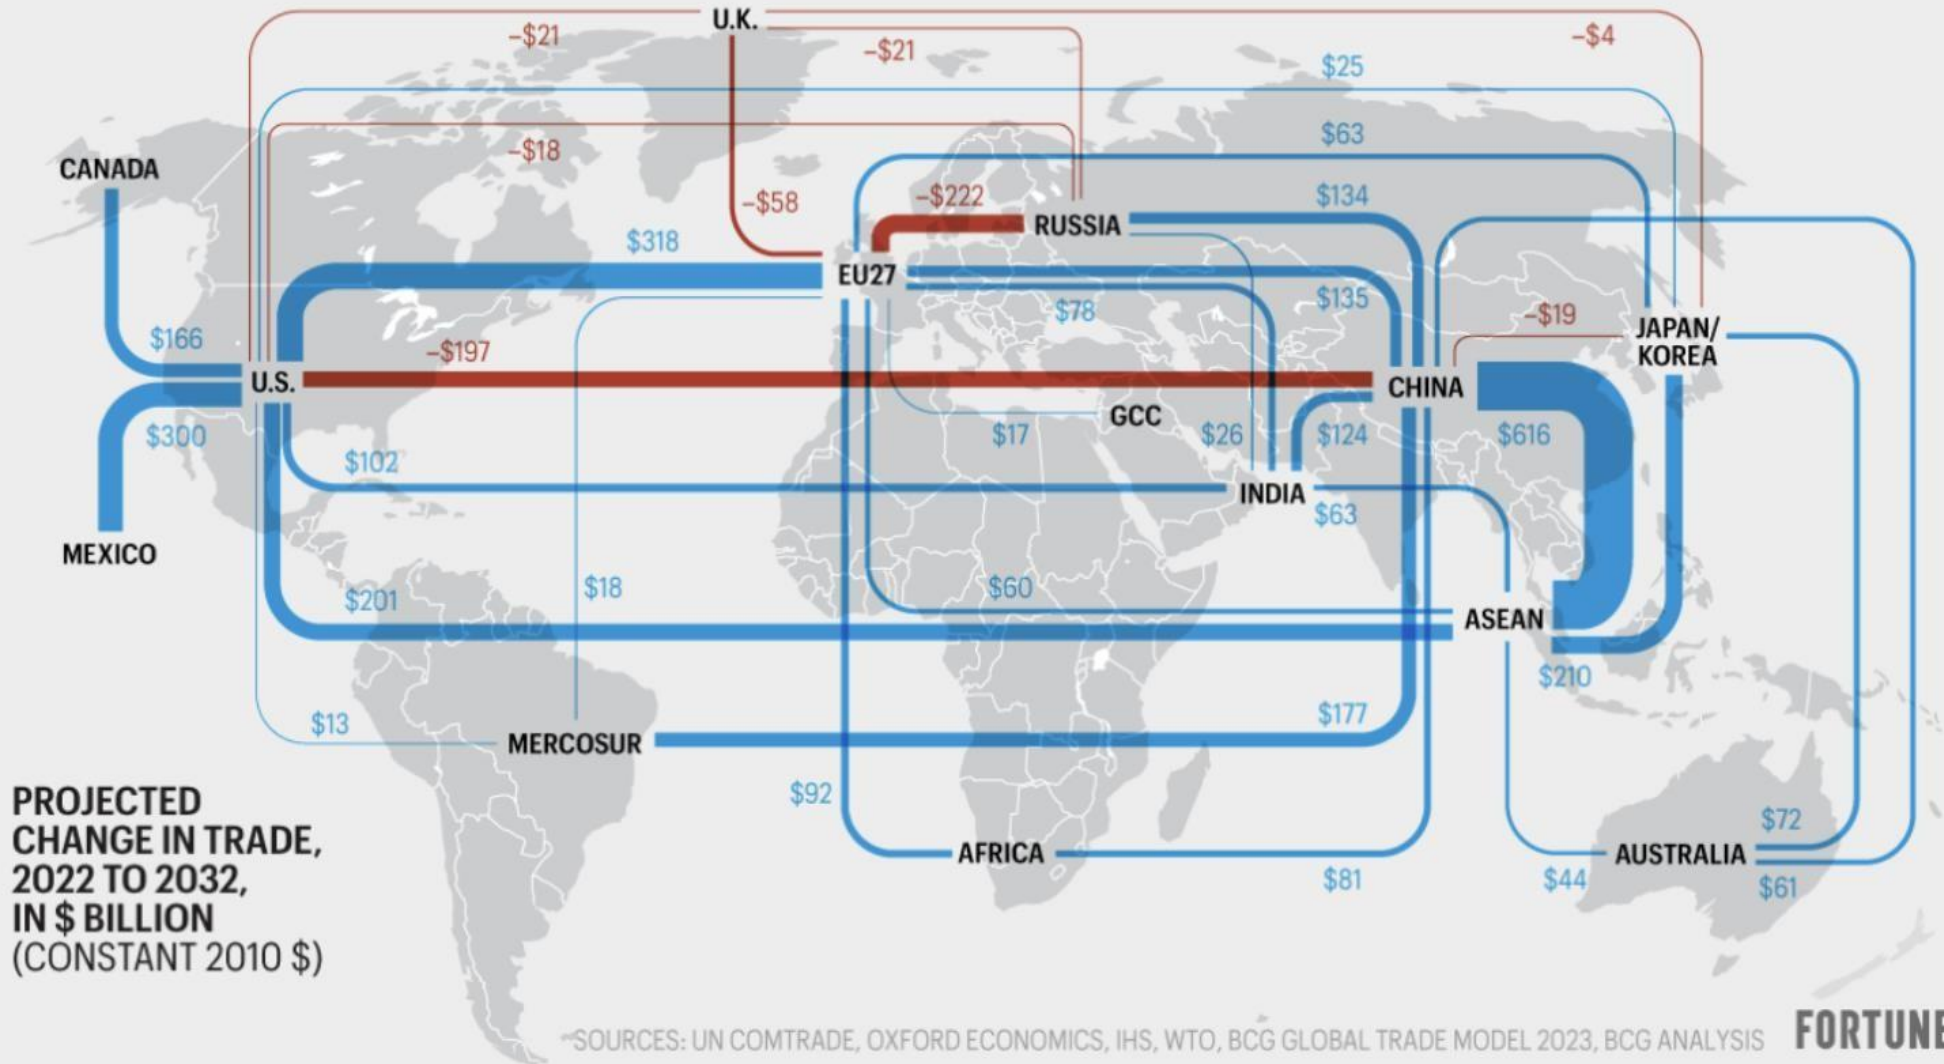 U.K.
–$21
–$21
–$4
$25
$63
–$18
CANADA
–$58
–$222
$134
RUSSIA
$318
EU27
$135
$78
–$19
JAPAN/
KOREA
$166
–$197
U.S.
CHINA
GCC
$300
$17
$26
$124
$616
$102
INDIA
$63
MEXICO
$201
$18
$60
ASEAN
$210
$13
MERCOSUR
$177
$92
PROJECTED
CHANGE IN TRADE,
2022 TO 2032,
IN $ BILLION
(CONSTANT 2010 $)
AFRICA
$81
$44
AUSTRALIA
$72
$61
SOURCES: UN COMTRADE, OXFORD ECONOMICS, IHS, WTO, BCG GLOBAL TRADE MODEL 2023, BCG ANALYSIS
FORTUNE